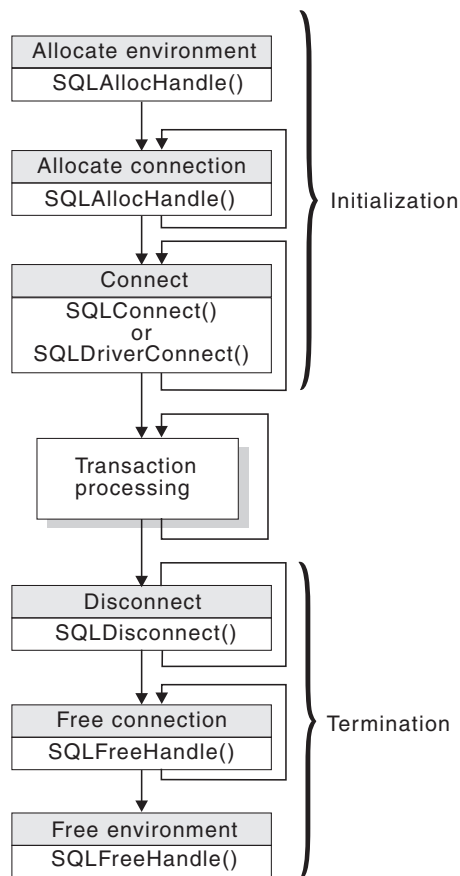 Allocate environment
SQLAllocHandle()
Allocate connection
SQLAllocHandle()
Initialization
Connect
SQLConnect()
or
SQLDriverConnect()
Transaction
processing
Disconnect
SQLDisconnect()
Free connection
SQLFreeHandle()
Termination
Free environment
SQLFreeHandle()